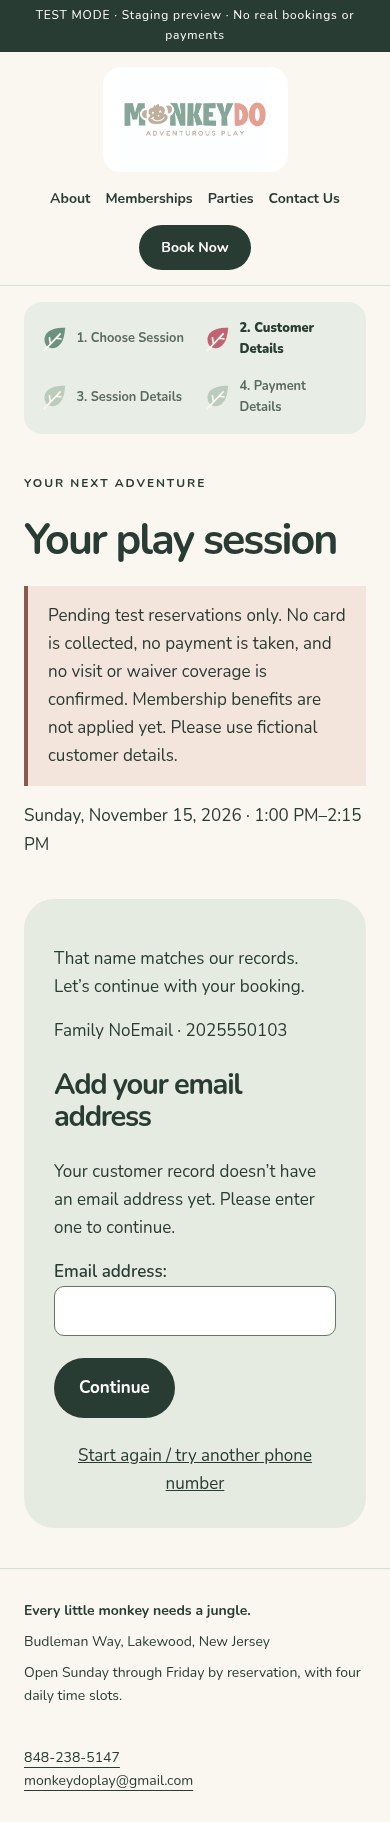 TEST MODE · Staging preview · No real bookings or
payments
MONKEYDO
ADVENTUROUS PLAY
About Memberships Parties Contact Us
Book Now
1. Choose Session
2. Customer
Details
3. Session Details
4. Payment
Details
YOUR NEXT ADVENTURE
Your play session
Pending test reservations only. No card
is collected, no payment is taken, and
no visit or waiver coverage is
confirmed. Membership benefits are
not applied yet. Please use fictional
customer details.
Sunday, November 15, 2026 · 1:00 PM–2:15
PM
That name matches our records.
Let’s continue with your booking.
Family NoEmail · 2025550103
Add your email
address
Your customer record doesn’t have
an email address yet. Please enter
one to continue.
Email address:
Continue
Start again / try another phone
number
Every little monkey needs a jungle.
Budleman Way, Lakewood, New Jersey
Open Sunday through Friday by reservation, with four
daily time slots.
848-238-5147
monkeydoplay@gmail.com